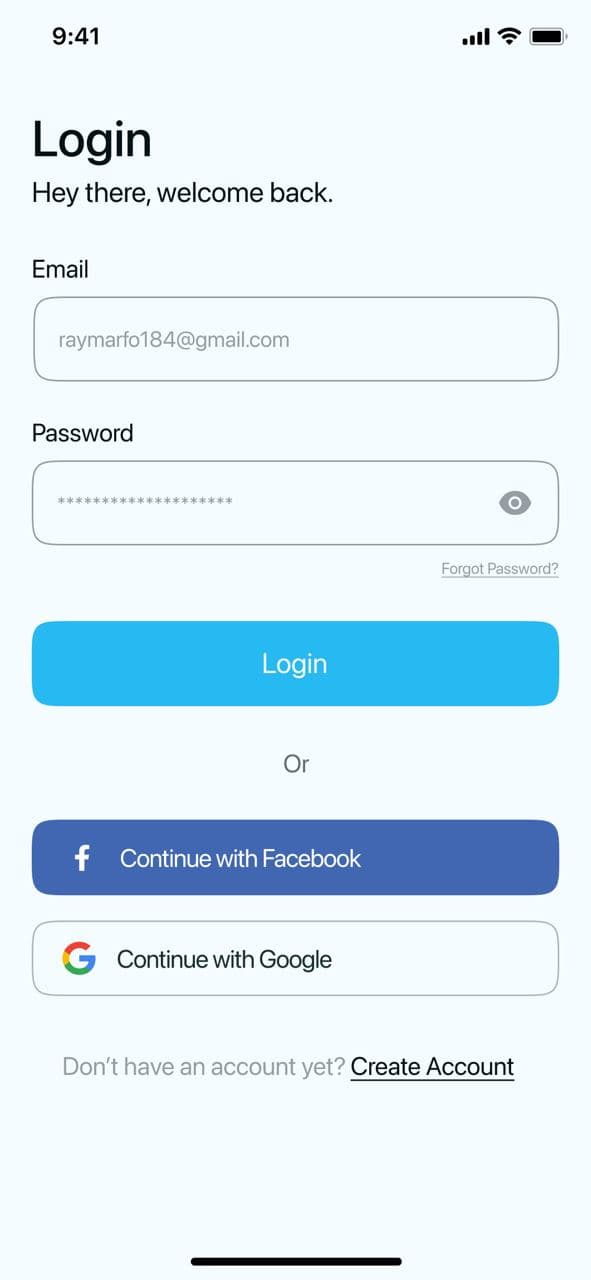 9:41
Login
Hey there, welcome back.
Email
raymarfo184@gmail.com
Password
********************
Forgot Password?
Login
Or
Continue with Facebook
Continue with Google
Don't have an account yet? Create Account